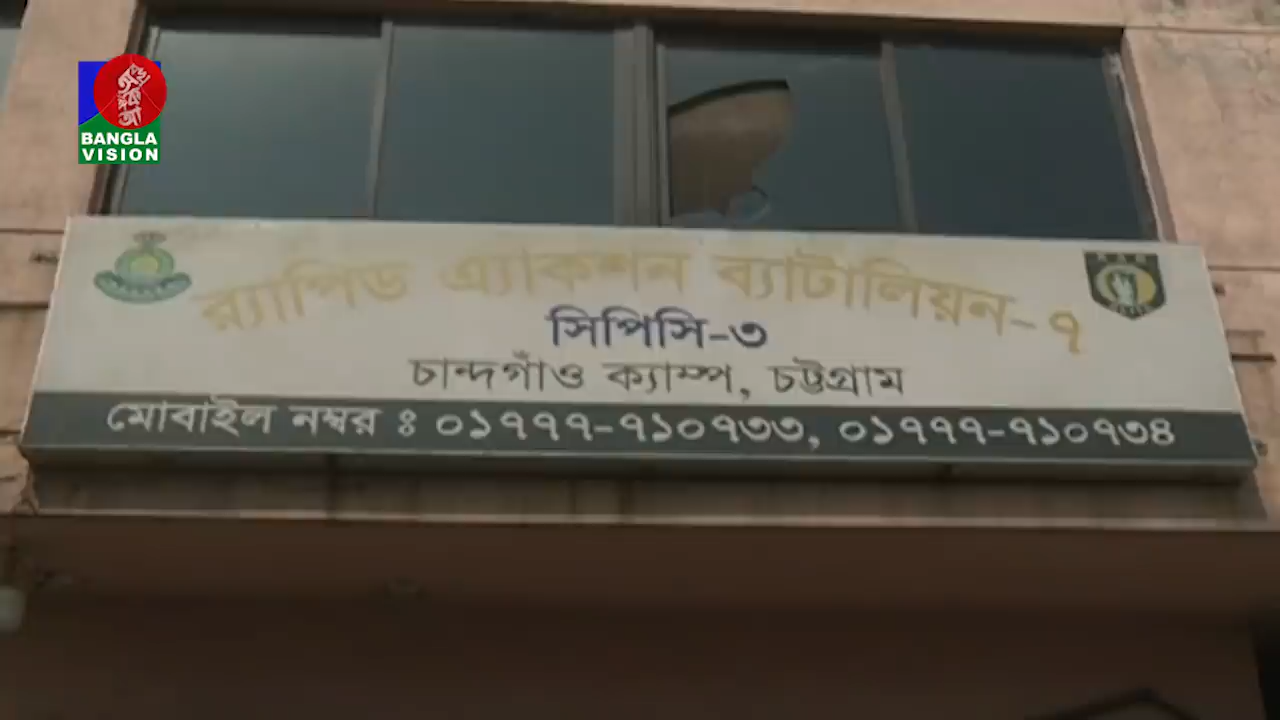 BANGLA
VISION
র‍্যাপিড এ্যাকশন ব্যাটালিয়ন-৭
সিপিসি-৩
চান্দগাঁও ক্যাম্প, চট্টগ্রাম
মোবাইল নম্বর ঃ ০১৭৭৭-৭১০৭৩৩, ০১৭৭৭-৭১০৭৩৪